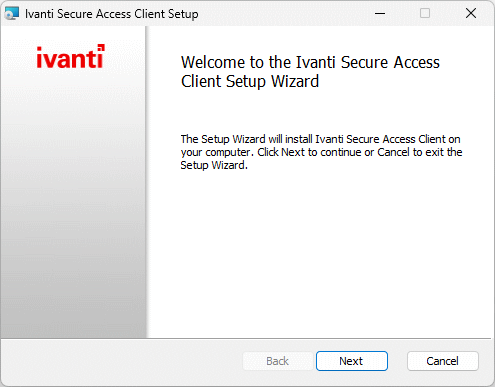 Ivanti Secure Access Client Setup
ivanti
Welcome to the Ivanti Secure Access
Client Setup Wizard
The Setup Wizard will install Ivanti Secure Access Client on
your computer. Click Next to continue or Cancel to exit the
Setup Wizard.
Back
Next
Cancel